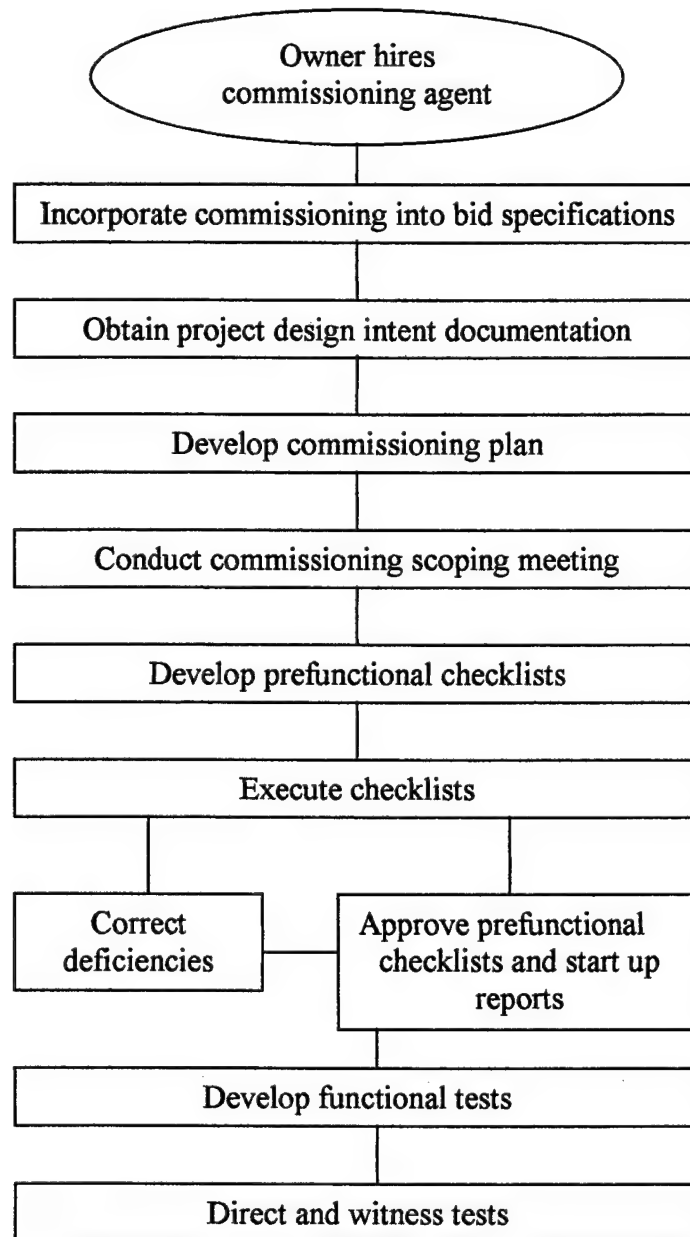 Owner hires
commissioning agent
Incorporate commissioning into bid specifications
Obtain project design intent documentation
Develop commissioning plan
Conduct commissioning scoping meeting
Develop prefunctional checklists
Execute checklists
Correct
deficiencies
Approve prefunctional
checklists and start up
reports
Develop functional tests
Direct and witness tests